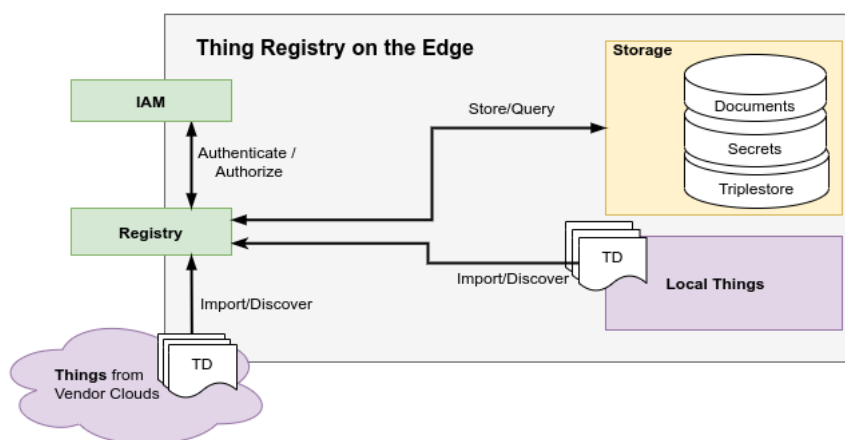 Thing Registry on the Edge
Storage
Documents
Secrets
Triplestore
IAM
Store/Query
Authenticate /
Authorize
Registry
TD
Import/Discover
Local Things
Import/Discover
TD
Things from
Vendor Clouds